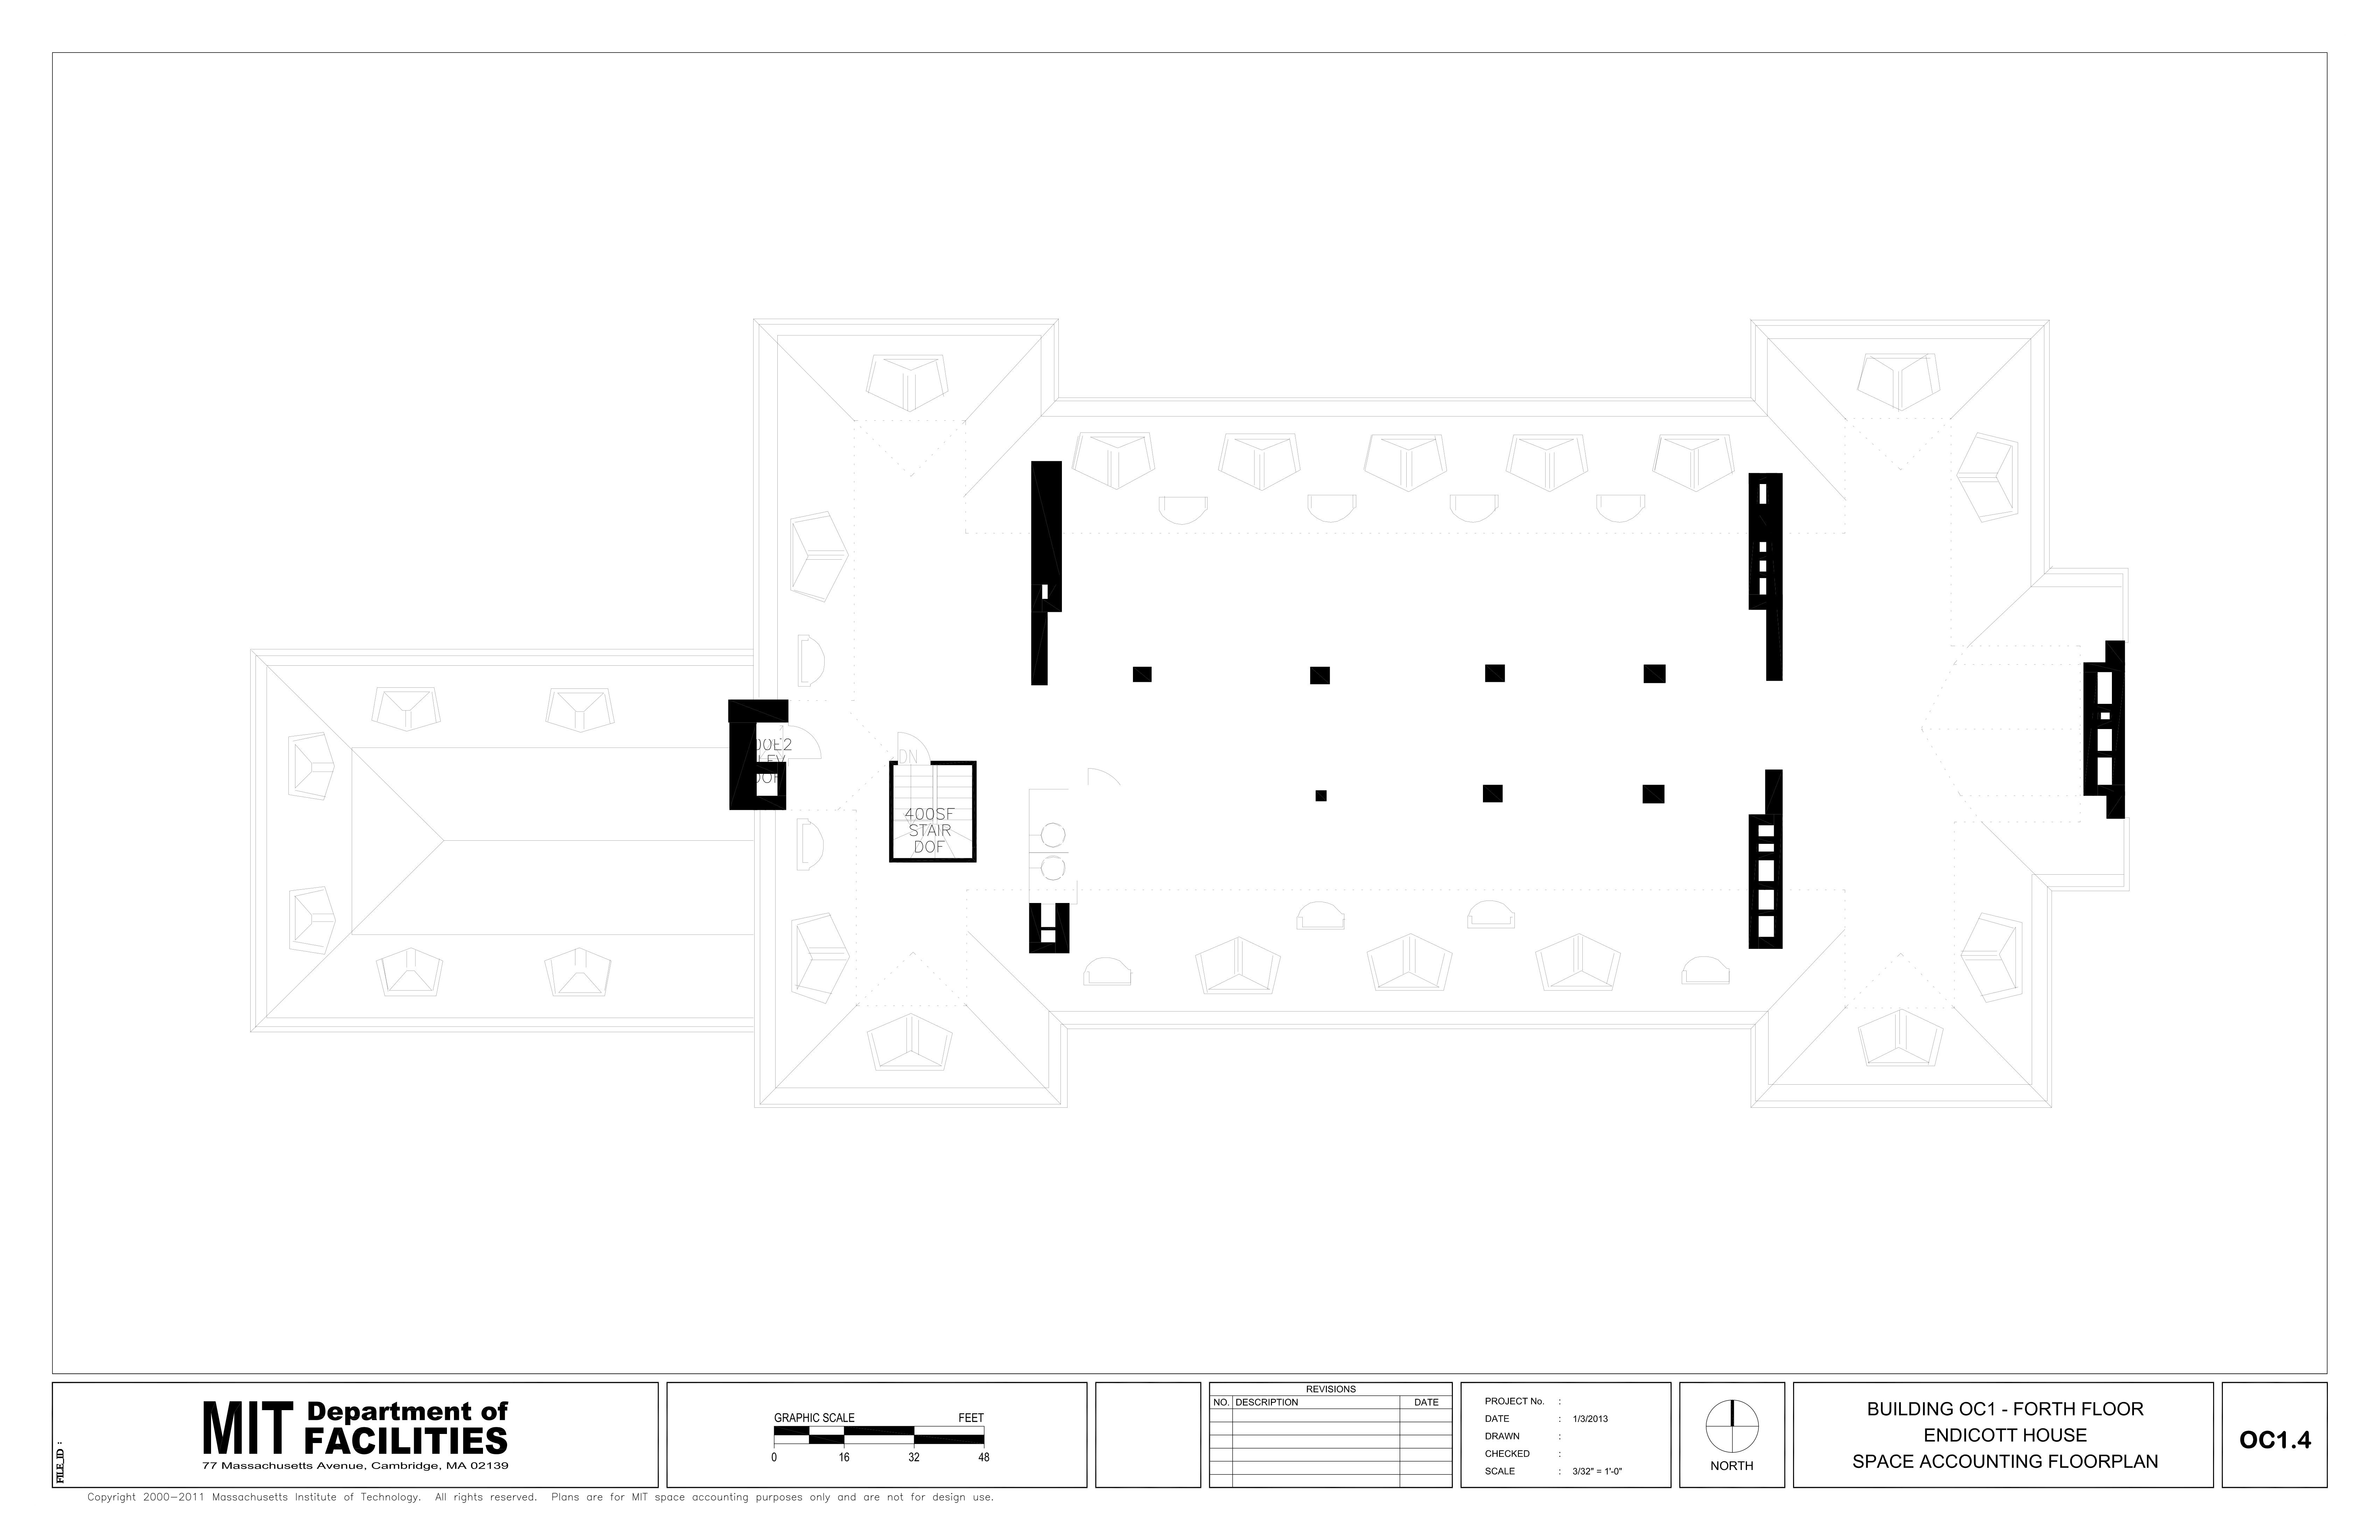 00E2
LEV
DOF
DN
400SF
STAIR
DOF
FILE_ID :
MIT Department of
FACILITIES
77 Massachusetts Avenue, Cambridge, MA 02139
GRAPHIC SCALE FEET
0 16 32 48
REVISIONS
NO. DESCRIPTION DATE
PROJECT No. :
DATE : 1/3/2013
DRAWN :
CHECKED :
SCALE : 3/32" = 1'-0"
NORTH
BUILDING OC1 - FORTH FLOOR
ENDICOTT HOUSE
SPACE ACCOUNTING FLOORPLAN
OC1.4
Copyright 2000-2011 Massachusetts Institute of Technology. All rights reserved. Plans are for MIT space accounting purposes only and are not for design use.